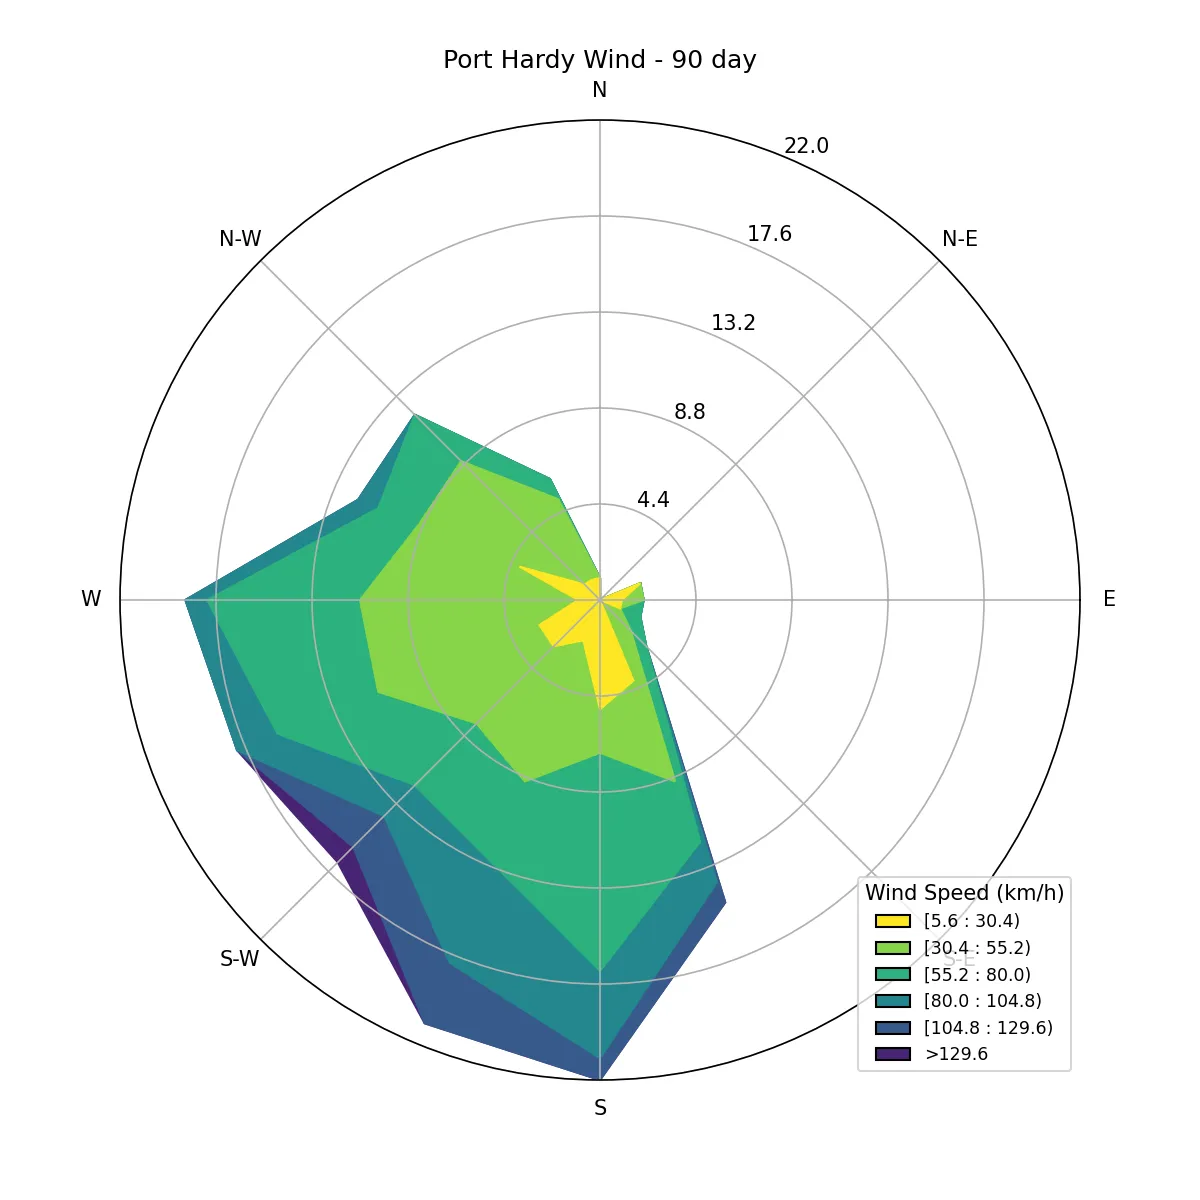 Port Hardy Wind - 90 day
N
22.0
N-W
17.6
N-E
13.2
8.8
4.4
W
E
S-W
S-E
S
Wind Speed (km/h)
[5.6 : 30.4)
[30.4 : 55.2)
[55.2 : 80.0)
[80.0 : 104.8)
[104.8 : 129.6)
>129.6